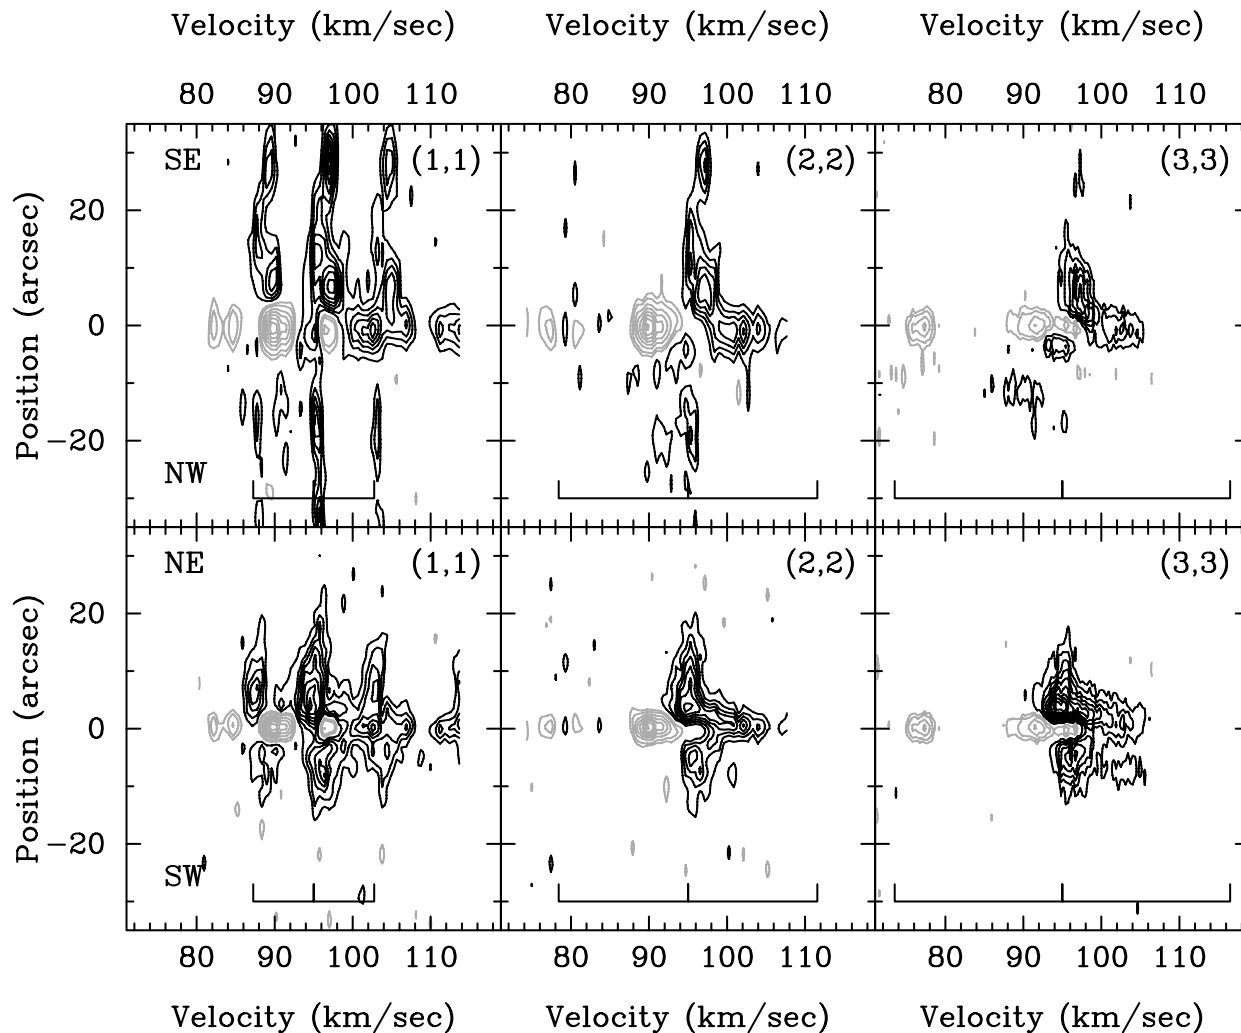 Velocity (km/sec) Velocity (km/sec) Velocity (km/sec)
80 90 100 110 80 90 100 110 80 90 100 110
SE (1,1) (2,2) (3,3)
20
0
−20
Position (arcsec)
NW
NE (1,1) (2,2) (3,3)
20
0
−20
Position (arcsec)
SW
80 90 100 110 80 90 100 110 80 90 100 110
Velocity (km/sec) Velocity (km/sec) Velocity (km/sec)